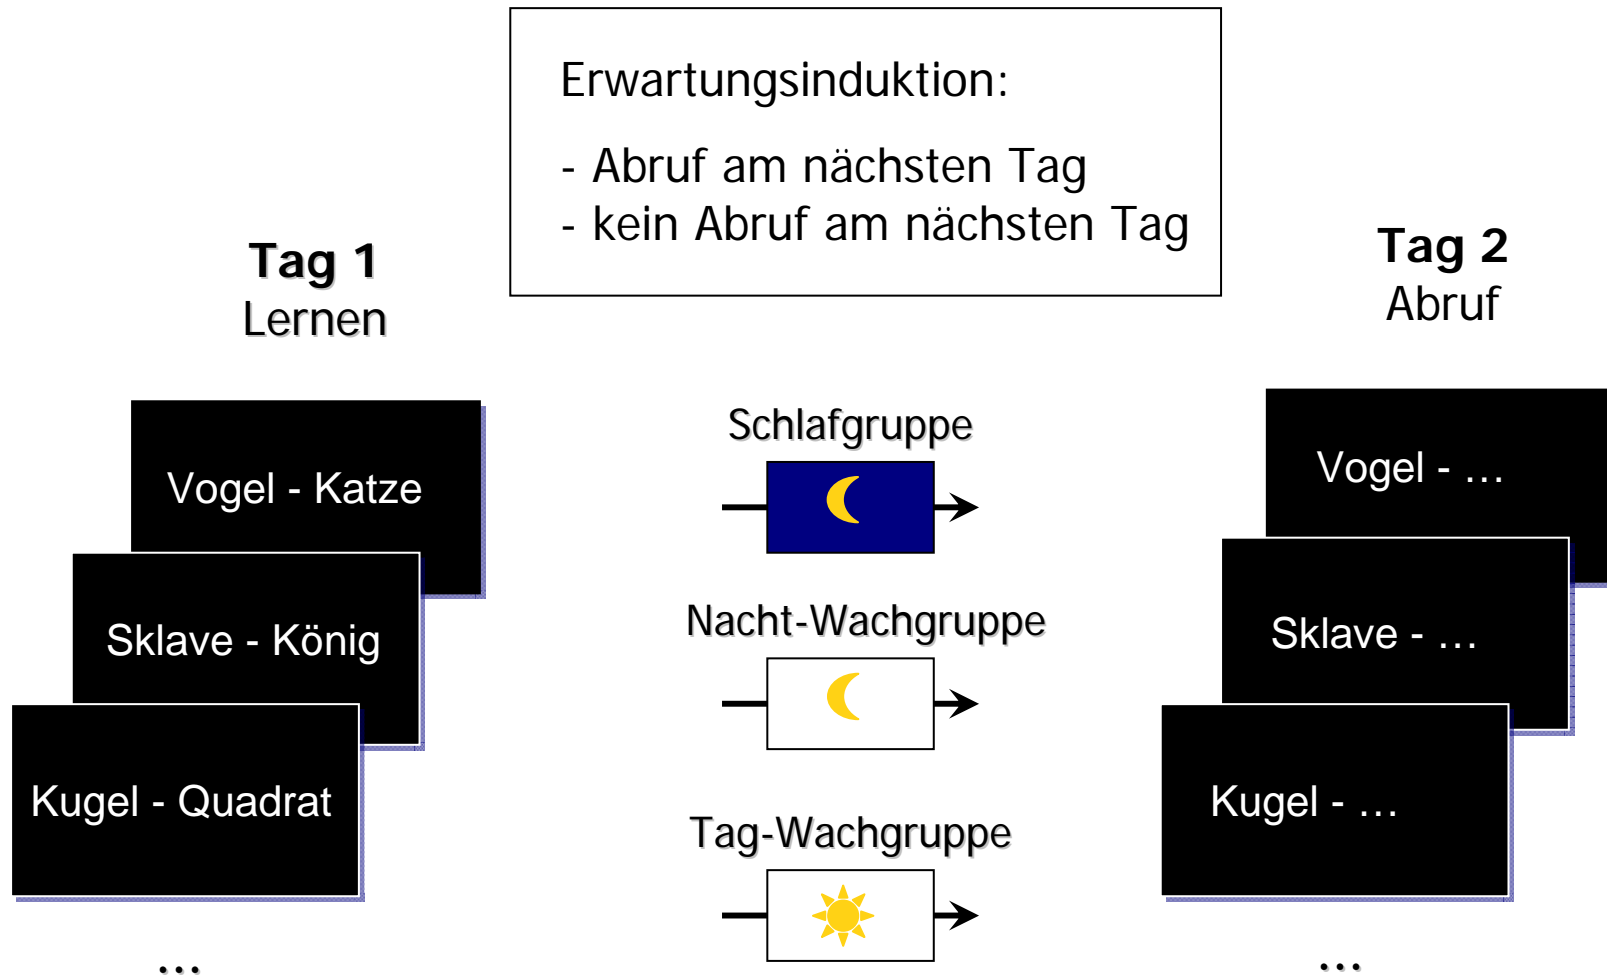 Erwartungsinduktion:
- Abruf am nächsten Tag
- kein Abruf am nächsten Tag
Tag 1
Lernen
Vogel - Katze
Sklave - König
Kugel - Quadrat
...
Schlafgruppe
Nacht-Wachgruppe
Tag-Wachgruppe
Tag 2
Abruf
Vogel - …
Sklave - …
Kugel - …
...